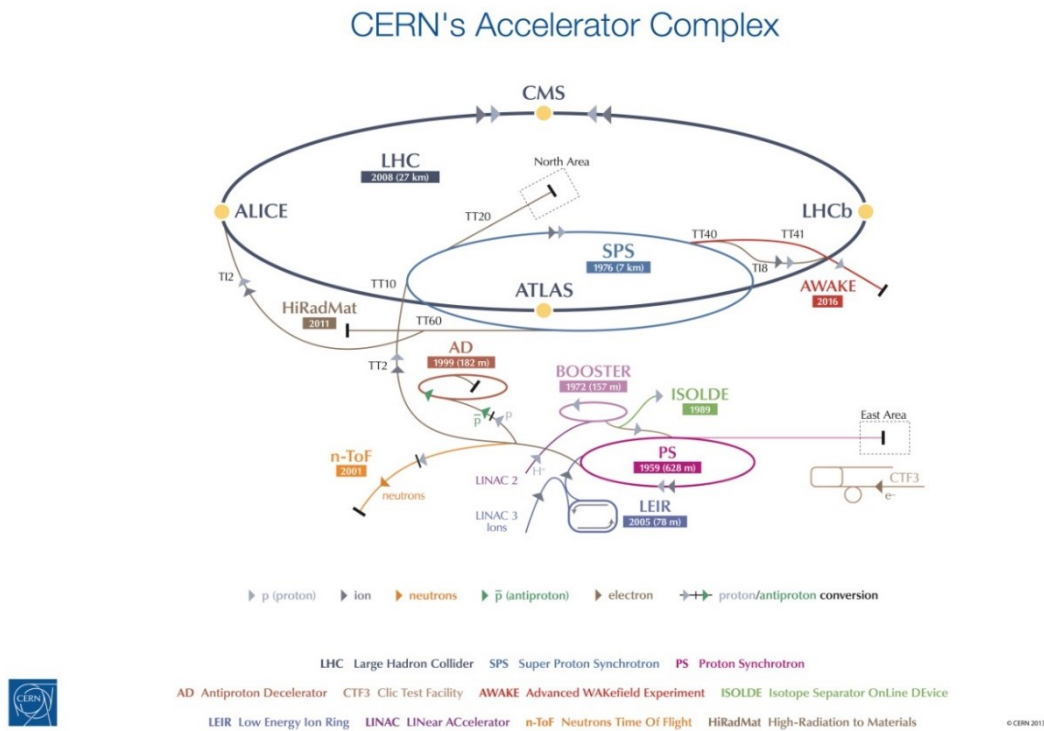 CERN's Accelerator Complex
CMS
LHC
2008 (27 km)
North Area
ALICE
TT20
LHCb
TT40
TT41
SPS
1976 (7 km)
TI2
TT10
TI8
ATLAS
AWAKE
2016
HiRadMat
2011
TT60
AD
1999 (182 m)
TT2
BOOSTER
1972 (157 m)
ISOLDE
1989
p̄
p
East Area
n-ToF
2001
PS
1959 (628 m)
LINAC 2
neutrons
CTF3
e⁻
LEIR
2005 (78 m)
LINAC 3
Ions
p (proton)
ion
neutrons
p̄ (antiproton)
electron
proton/antiproton conversion
LHC Large Hadron Collider SPS Super Proton Synchrotron PS Proton Synchrotron
AD Antiproton Decelerator CTF3 Clic Test Facility AWAKE Advanced WAKefield Experiment ISOLDE Isotope Separator OnLine DEvice
LEIR Low Energy Ion Ring LINAC LINear ACcelerator n-ToF Neutrons Time Of Flight HiRadMat High-Radiation to Materials
CERN